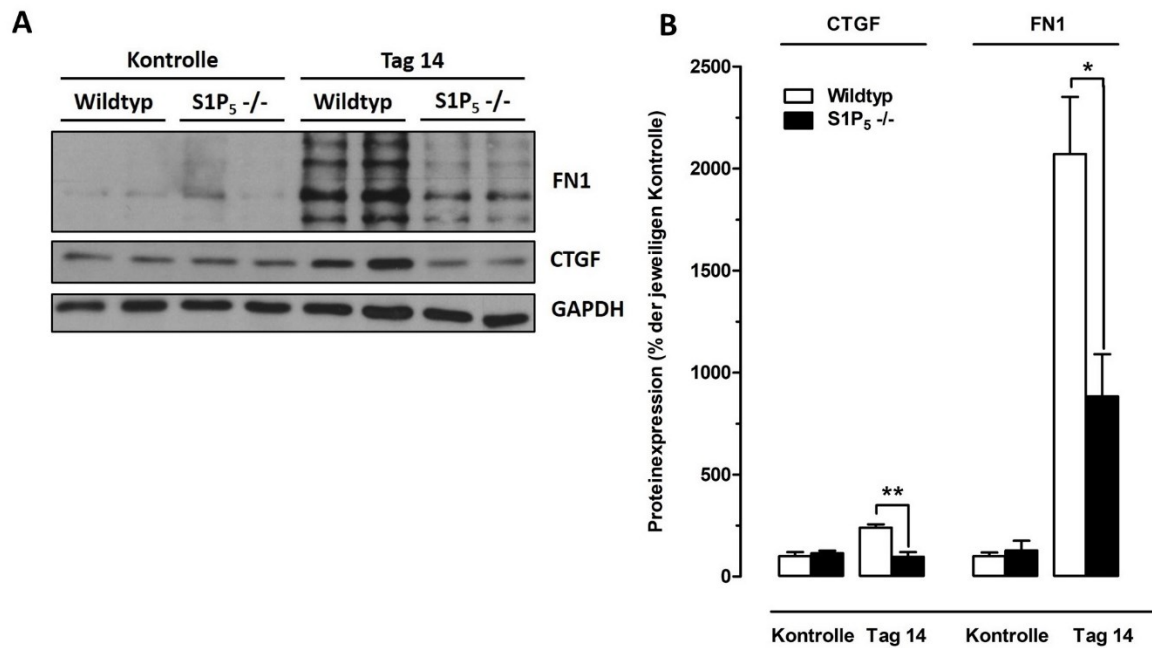 A
Kontrolle Tag 14
Wildtyp S1P5 -/- Wildtyp S1P5 -/-
FN1
CTGF
GAPDH
B
CTGF FN1
Proteinexpression (% der jeweiligen Kontrolle)
2500
2000
1500
1000
500
0
Wildtyp
S1P5 -/-
**
*
Kontrolle Tag 14 Kontrolle Tag 14